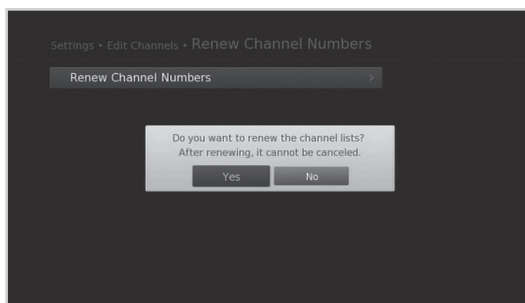 Settings • Edit Channels • Renew Channel Numbers
Renew Channel Numbers >
Do you want to renew the channel lists?
After renewing, it cannot be canceled.
Yes No